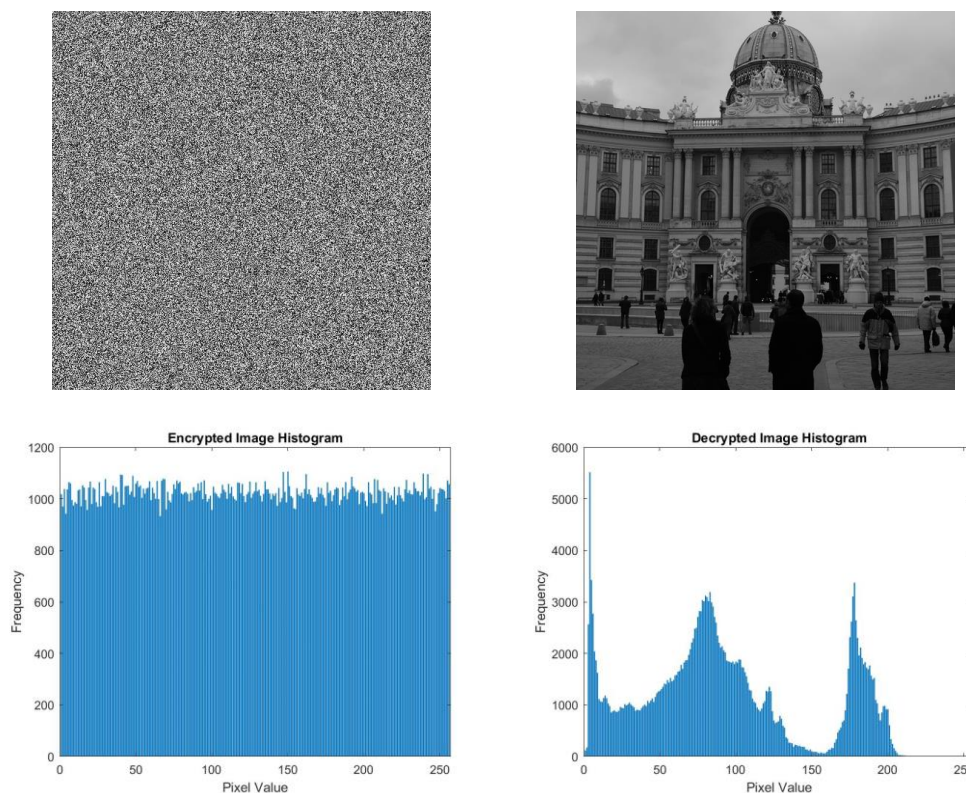 Encrypted Image Histogram
1200
1000
800
600
400
200
0
Frequency
0 50 100 150 200 250
Pixel Value
Decrypted Image Histogram
6000
5000
4000
3000
2000
1000
0
Frequency
0 50 100 150 200 250
Pixel Value